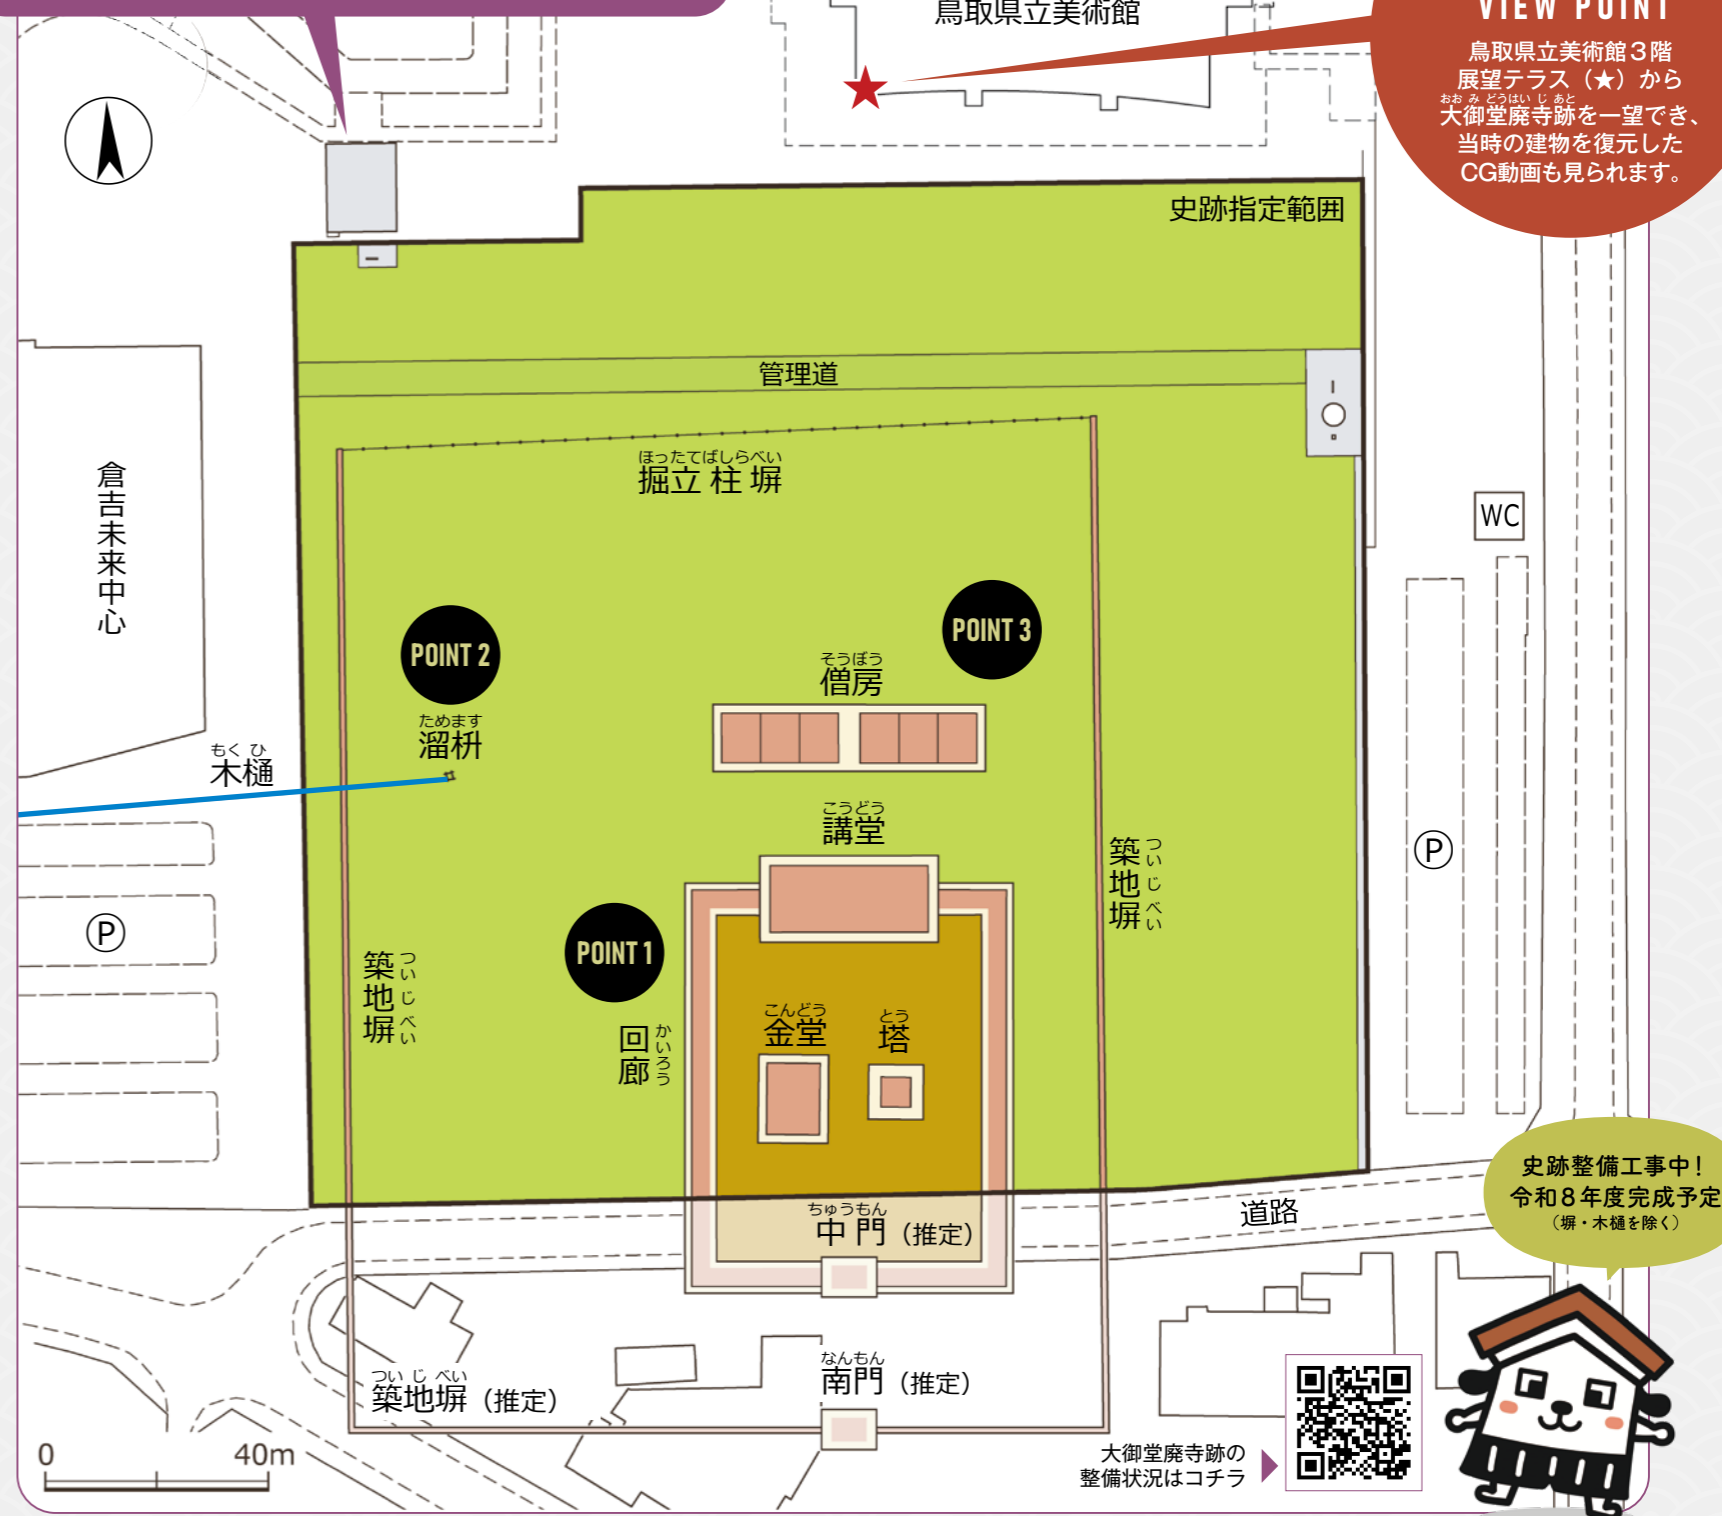 鳥取県立美術館
VIEW POINT
鳥取県立美術館3階
展望テラス（★）から
おおみどうはいじあと
大御堂廃寺跡を一望でき、
当時の建物を復元した
CG動画も見られます。
史跡指定範囲
管理道
ほったてばしらべい
掘立柱塀
倉吉未来中心
WC
POINT 2
POINT 3
そうぼう
僧房
ためます
溜枡
もくひ
木樋
こうどう
講堂
築地塀
ついじべい
P
P
POINT 1
築地塀
ついじべい
回廊
かいろう
こんどう
金堂
とう
塔
ちゅうもん
中門（推定）
道路
史跡整備工事中！
令和8年度完成予定
（塀・木樋を除く）
ついじべい
築地塀（推定）
なんもん
南門（推定）
0 40m
大御堂廃寺跡の
整備状況はコチラ